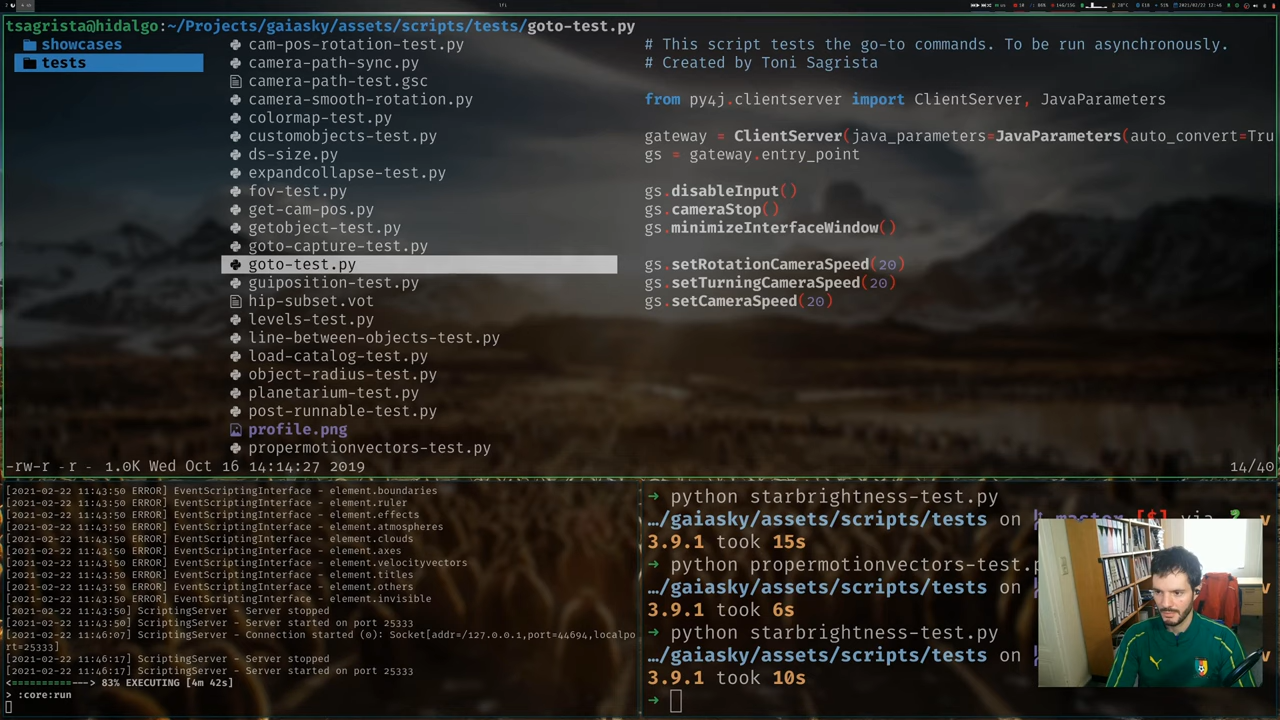 tsagrista@hidalgo:~/Projects/gaiasky/assets/scripts/tests/goto-test.py
showcases
tests
cam-pos-rotation-test.py
camera-path-sync.py
camera-path-test.gsc
camera-smooth-rotation.py
colormap-test.py
customobjects-test.py
ds-size.py
expandcollapse-test.py
fov-test.py
get-cam-pos.py
getobject-test.py
goto-capture-test.py
goto-test.py
guiposition-test.py
hip-subset.vot
levels-test.py
line-between-objects-test.py
load-catalog-test.py
object-radius-test.py
planetarium-test.py
post-runnable-test.py
profile.png
propermotionvectors-test.py
# This script tests the go-to commands. To be run asynchronously.
# Created by Toni Sagrista
from py4j.clientserver import ClientServer, JavaParameters
gateway = ClientServer(java_parameters=JavaParameters(auto_convert=Tru
gs = gateway.entry_point
gs.disableInput()
gs.cameraStop()
gs.minimizeInterfaceWindow()
gs.setRotationCameraSpeed(20)
gs.setTurningCameraSpeed(20)
gs.setCameraSpeed(20)
-rw-r--r-- 1.0K Wed Oct 16 14:14:27 2019
14/40
[2021-02-22 11:43:50 ERROR] EventScriptingInterface - element.boundaries
[2021-02-22 11:43:50 ERROR] EventScriptingInterface - element.ruler
[2021-02-22 11:43:50 ERROR] EventScriptingInterface - element.effects
[2021-02-22 11:43:50 ERROR] EventScriptingInterface - element.atmospheres
[2021-02-22 11:43:50 ERROR] EventScriptingInterface - element.clouds
[2021-02-22 11:43:50 ERROR] EventScriptingInterface - element.axes
[2021-02-22 11:43:50 ERROR] EventScriptingInterface - element.velocityvectors
[2021-02-22 11:43:50 ERROR] EventScriptingInterface - element.titles
[2021-02-22 11:43:50 ERROR] EventScriptingInterface - element.others
[2021-02-22 11:43:50 ERROR] EventScriptingInterface - element.invisible
[2021-02-22 11:43:50] ScriptingServer - Server stopped
[2021-02-22 11:43:50] ScriptingServer - Server started on port 25333
[2021-02-22 11:46:07] ScriptingServer - Connection started (0): Socket[addr=/127.0.0.1,port=44694,localpo
rt=25333]
[2021-02-22 11:46:17] ScriptingServer - Server stopped
[2021-02-22 11:46:17] ScriptingServer - Server started on port 25333
<==========---> 83% EXECUTING [4m 42s]
> :core:run
➜ python starbrightness-test.py
…/gaiasky/assets/scripts/tests on master [$] via v
3.9.1 took 15s
➜ python propermotionvectors-test.p
…/gaiasky/assets/scripts/tests on v
3.9.1 took 6s
➜ python starbrightness-test.py
…/gaiasky/assets/scripts/tests on v
3.9.1 took 10s
➜